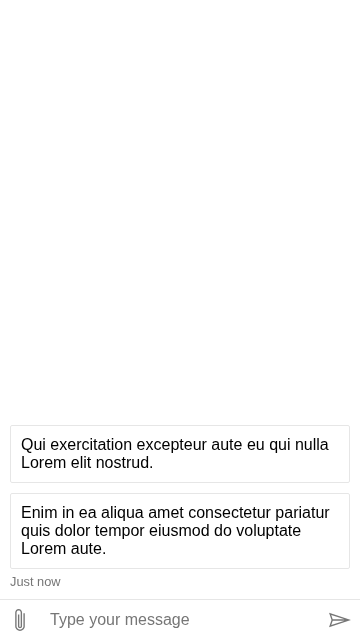 Qui exercitation excepteur aute eu qui nulla
Lorem elit nostrud.
Enim in ea aliqua amet consectetur pariatur
quis dolor tempor eiusmod do voluptate
Lorem aute.
Just now
Type your message